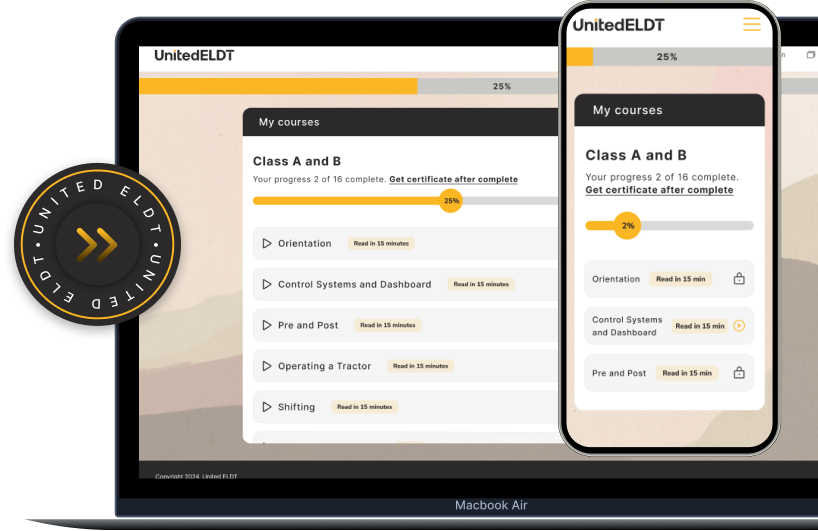 UnitedELDT
25%
My courses
Class A and B
Your progress 2 of 16 complete. Get certificate after complete
25%
Orientation Read in 15 minutes
Control Systems and Dashboard Read in 15 minutes
Pre and Post Read in 15 minutes
Operating a Tractor Read in 15 minutes
Shifting Read in 15 minutes
Copyright 2024 United ELDT
Macbook Air
UNITED ELDT • UNITED ELDT •
UnitedELDT
25%
My courses
Class A and B
Your progress 2 of 16 complete.
Get certificate after complete
2%
Orientation Read in 15 min
Control Systems
and Dashboard Read in 15 min
Pre and Post Read in 15 min